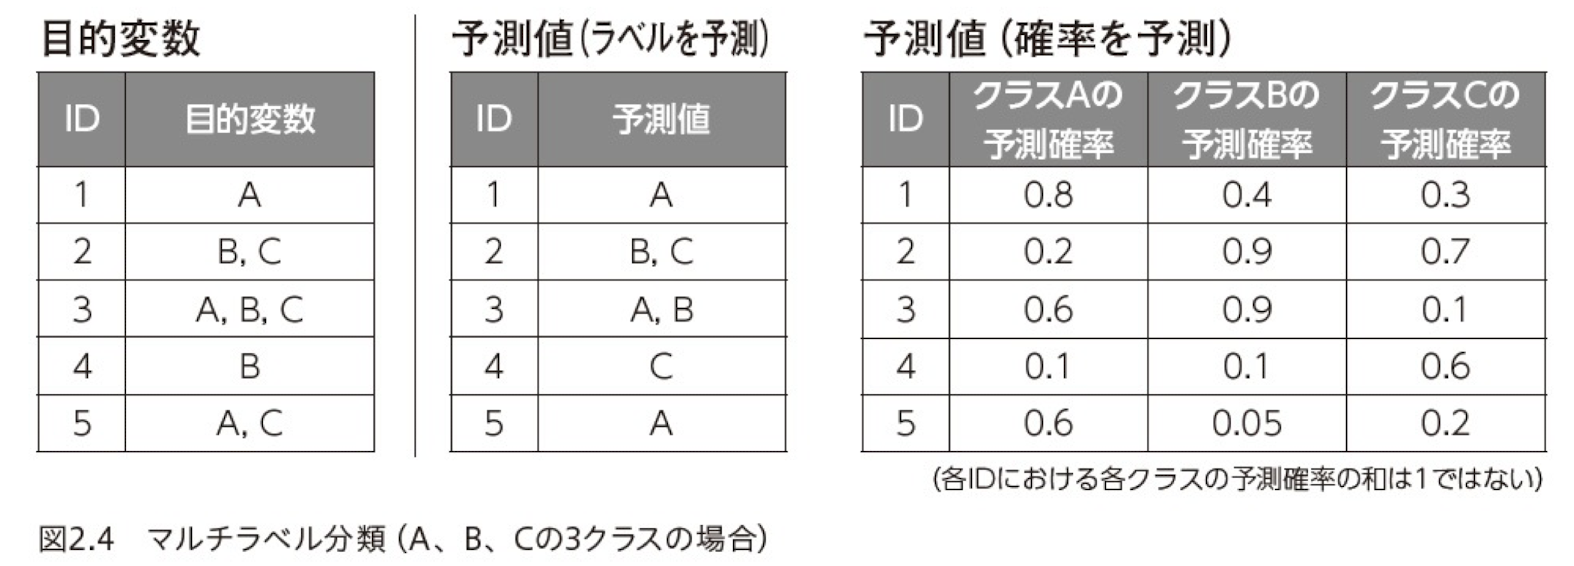 目的変数
ID 目的変数
1 A
2 B, C
3 A, B, C
4 B
5 A, C
予測値(ラベルを予測)
ID 予測値
1 A
2 B, C
3 A, B
4 C
5 A
予測値(確率を予測)
ID クラスAの予測確率 クラスBの予測確率 クラスCの予測確率
1 0.8 0.4 0.3
2 0.2 0.9 0.7
3 0.6 0.9 0.1
4 0.1 0.1 0.6
5 0.6 0.05 0.2
(各IDにおける各クラスの予測確率の和は1ではない)
図2.4 マルチラベル分類(A、B、Cの3クラスの場合)